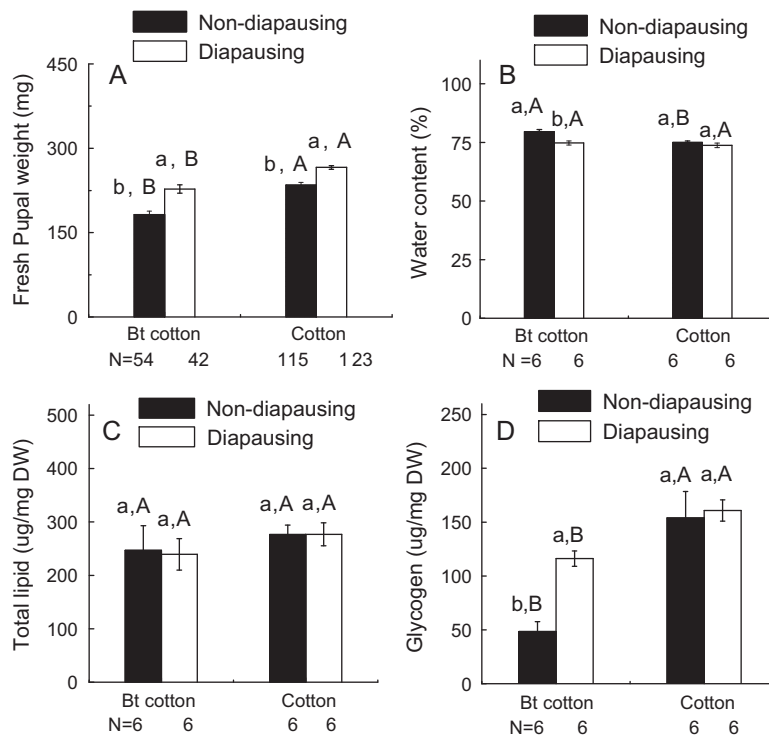 Non-diapausing
Diapausing
A
Fresh Pupal weight (mg)
450
300
150
0
b, B
a, B
b, A
a, A
Bt cotton
Cotton
N=54 42 115 123
Non-diapausing
Diapausing
B
Water content (%)
100
75
50
25
0
a,A
b,A
a,B
a,A
Bt cotton
Cotton
N =6 6 6 6
Non-diapausing
Diapausing
C
Total lipid (ug/mg DW)
500
400
300
200
100
0
a,A
a,A
a,A a,A
Bt cotton
Cotton
N=6 6 6 6
Non-diapausing
Diapausing
D
Glycogen (ug/mg DW)
250
200
150
100
50
0
b,B
a,B
a,A
a,A
Bt cotton
Cotton
N=6 6 6 6